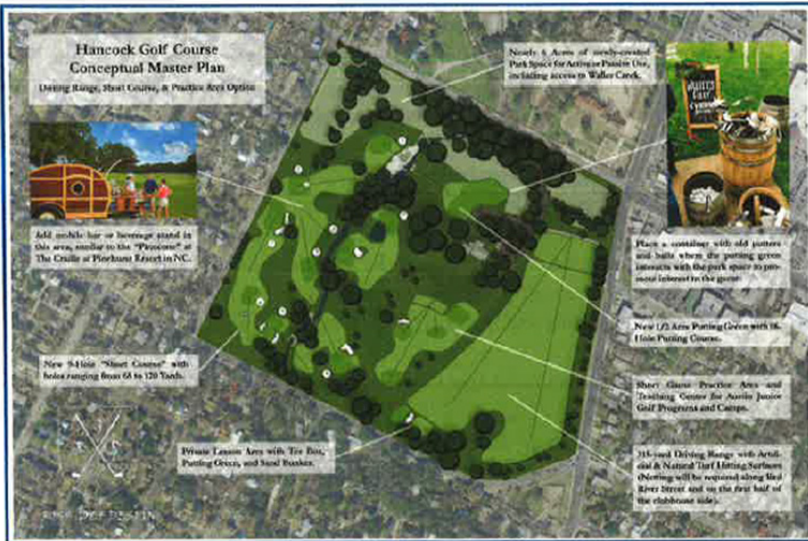 Hancock Golf Course
Conceptual Master Plan
Driving Range, Short Course, & Practice Area Option
Nearly 6 Acres of newly-created
Park Space for Active or Passive Use,
including access to Waller Creek.
Add mobile bar or beverage stand in
this area, similar to the "Pinecone" at
The Cradle at Pinehurst Resort in NC.
Place a container with old putters
and balls where the putting green
interacts with the park space to pro-
mote interest in the game.
New 1/2 Acre Putting Green with 18-
Hole Putting Course.
New 9-Hole "Short Course" with
holes ranging from 68 to 120 Yards.
Short Game Practice Area and
Teaching Center for Austin Junior
Golf Programs and Camps.
Private Lesson Area with Tee Box,
Putting Green, and Sand Bunker.
-yard Driving Range with Artifi-
cial & Natural Turf Hitting Surfaces
(Netting will be required along Red
River Street and on the first half of
the clubhouse side).